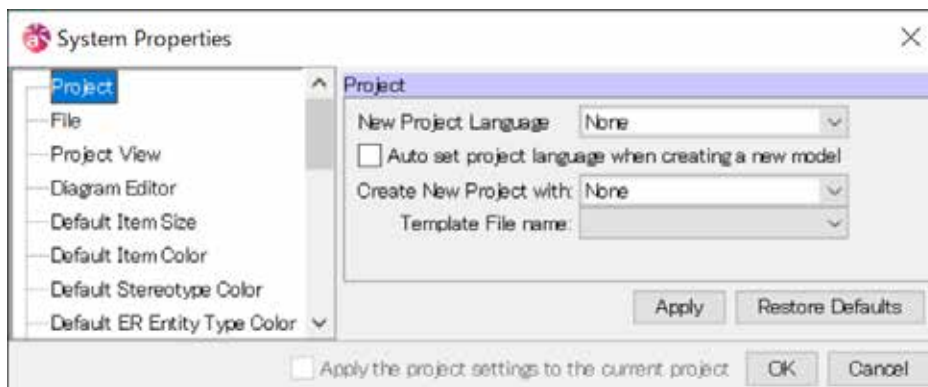 System Properties
Project
File
Project View
Diagram Editor
Default Item Size
Default Item Color
Default Stereotype Color
Default ER Entity Type Color
Project
New Project Language None
Auto set project language when creating a new model
Create New Project with: None
Template File name:
Apply Restore Defaults
Apply the project settings to the current project OK Cancel